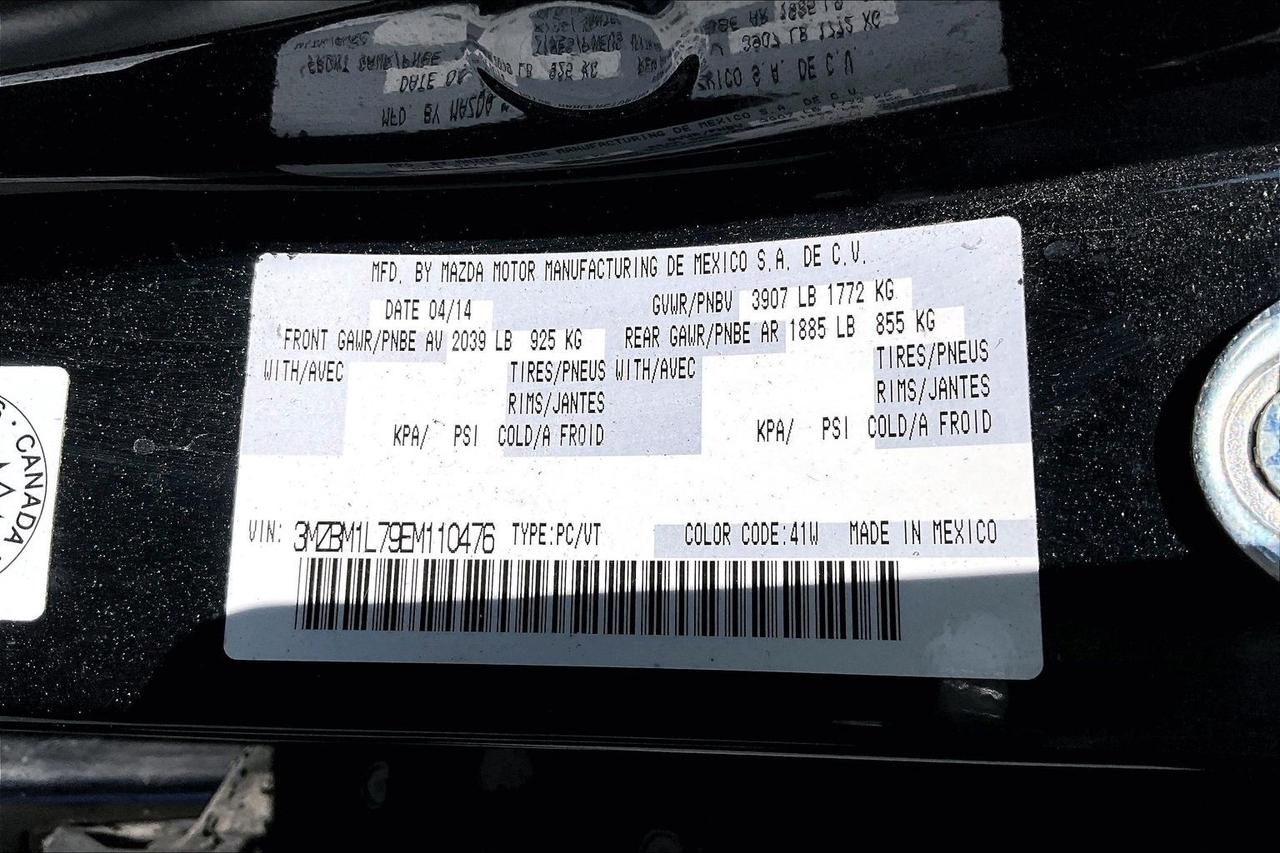 MFD. BY MAZDA MOTOR MANUFACTURING DE MEXICO S.A. DE C.V.
DATE 04/14 GVWR/PNBV 3907 LB 1772 KG
FRONT GAWR/PNBE AV 2039 LB 925 KG REAR GAWR/PNBE AR 1885 LB 855 KG
WITH/AVEC TIRES/PNEUS WITH/AVEC TIRES/PNEUS
RIMS/JANTES RIMS/JANTES
KPA/ PSI COLD/A FROID KPA/ PSI COLD/A FROID
VIN: 3MZBM1L79EM110476 TYPE:PC/VT COLOR CODE:41W MADE IN MEXICO
CANADA